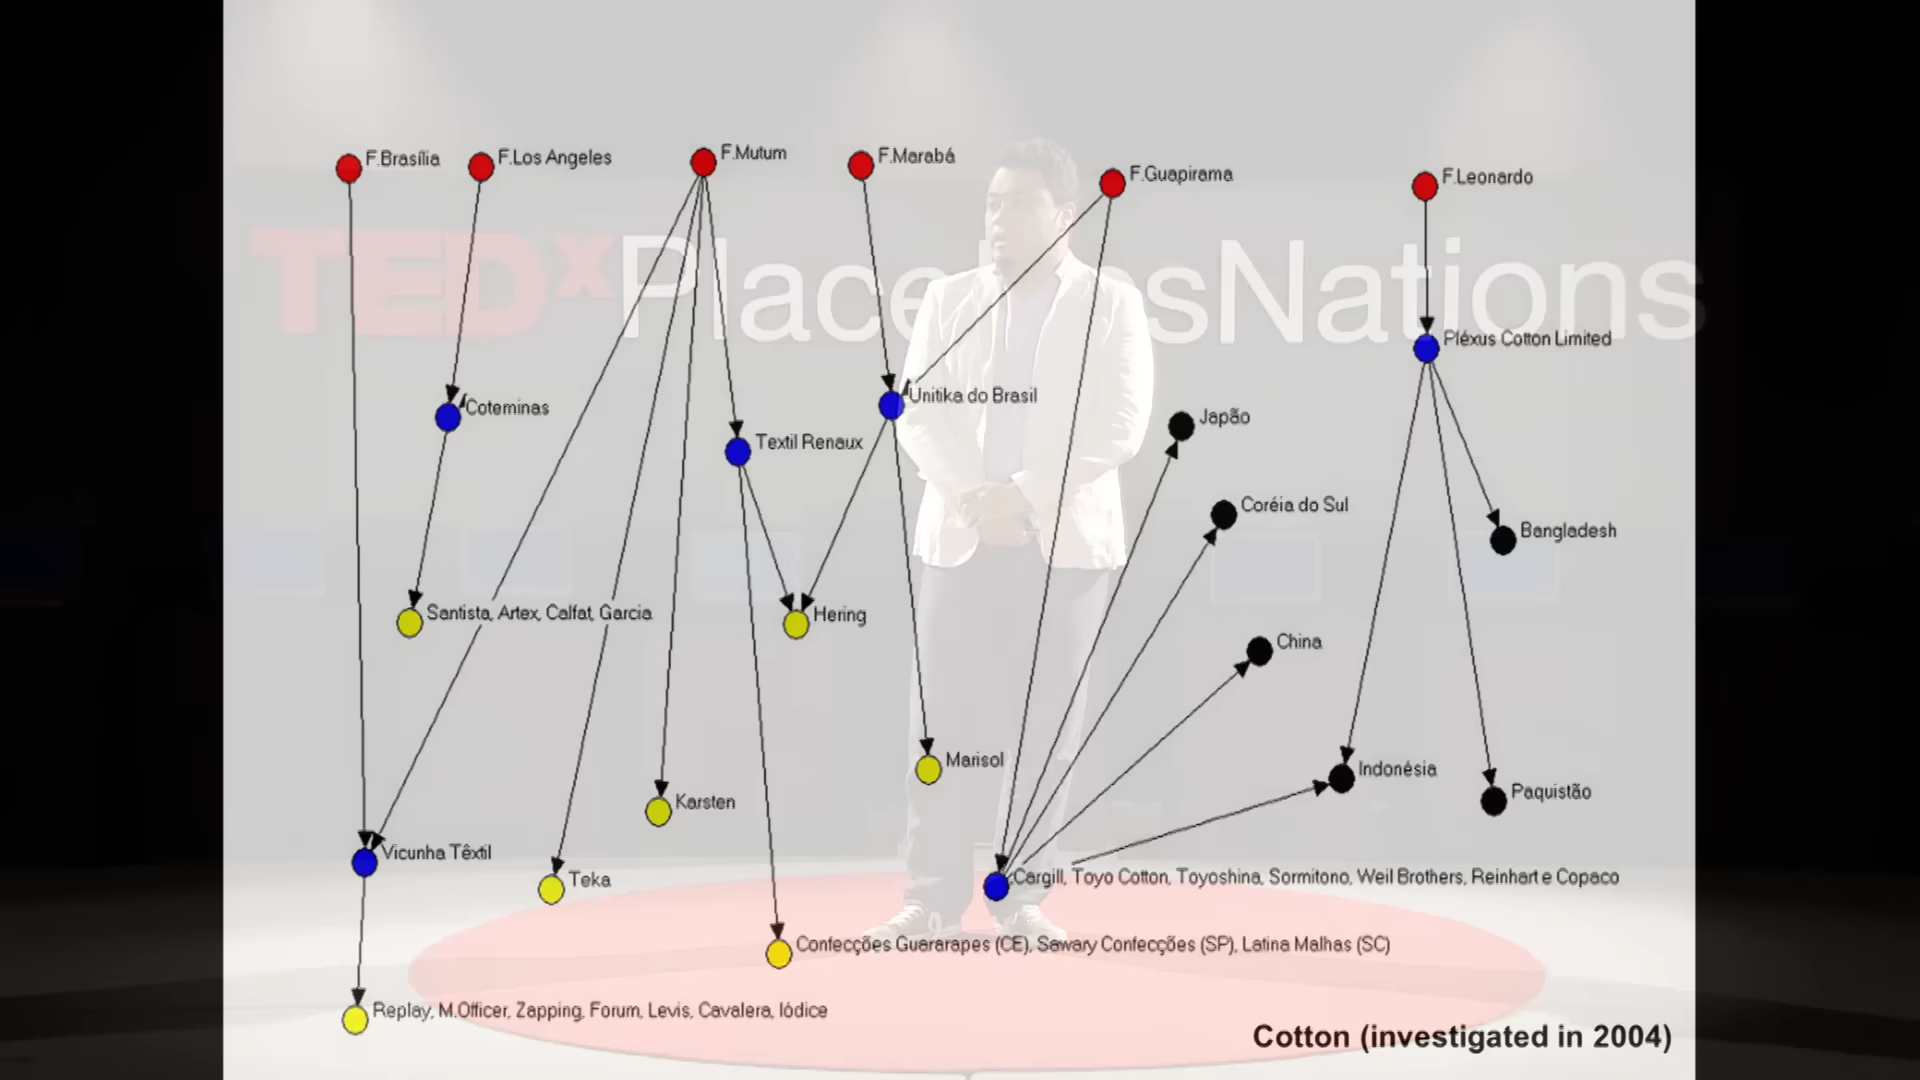 F.Brasília
F.Los Angeles
F.Mutum
F.Marabá
F.Guapirama
F.Leonardo
TEDxPlace sNations
Pléxus Cotton Limited
Coteminas
Unitika do Brasil
Japão
Textil Renaux
Coréia do Sul
Bangladesh
Santista, Artex, Calfat, Garcia
Hering
China
Marisol
Indonésia
Karsten
Paquistão
Vicunha Têxtil
Teka
Cargill, Toyo Cotton, Toyoshina, Sormitono, Weil Brothers, Reinhart e Copaco
Confecções Guararapes (CE), Sawary Confecções (SP), Latina Malhas (SC)
Replay, M.Officer, Zapping, Forum, Levis, Cavalera, Iódice
Cotton (investigated in 2004)